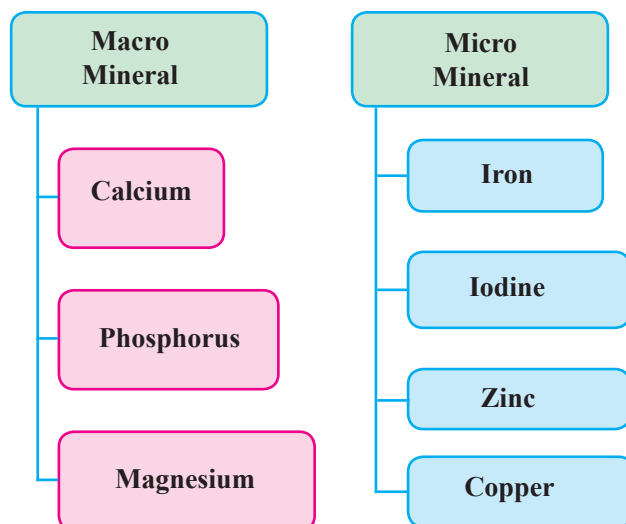 Macro
Mineral
Calcium
Phosphorus
Magnesium
Micro
Mineral
Iron
Iodine
Zinc
Copper